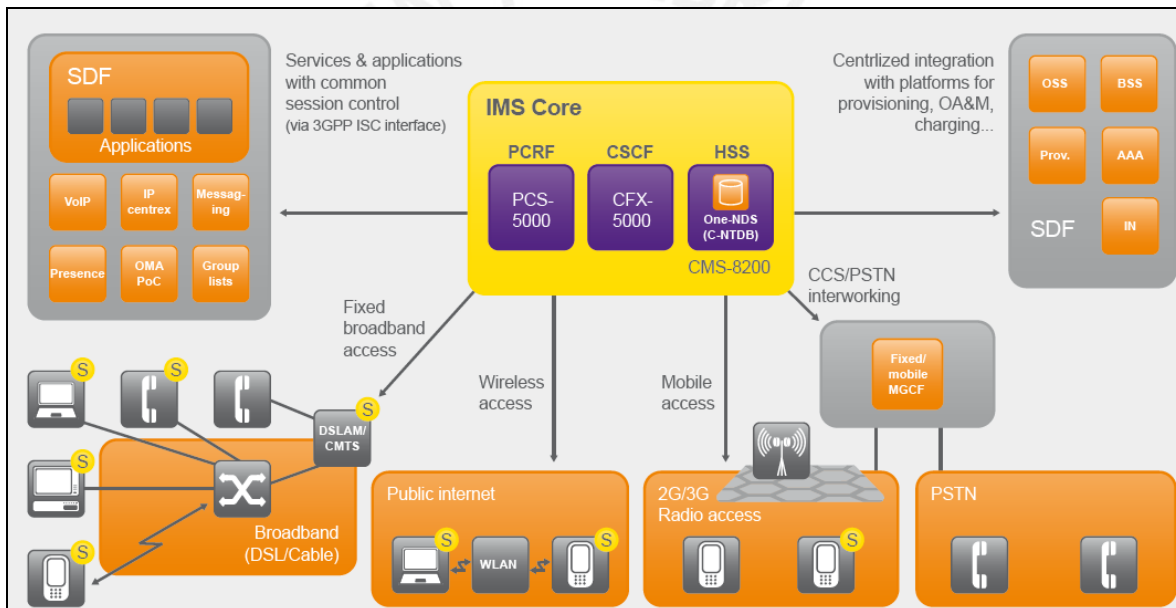 SDF
Applications
VoIP
IP
centrex
Messag-
ing
Presence
OMA
PoC
Group
lists
Services & applications
with common
session control
(via 3GPP ISC interface)
IMS Core
PCRF
CSCF
HSS
PCS-
5000
CFX-
5000
One-NDS
(C-NTDB)
CMS-8200
Centrlized integration
with platforms for
provisioning, OA&M,
charging...
OSS
BSS
Prov.
AAA
SDF
IN
CCS/PSTN
interworking
Fixed/
mobile
MGCF
Fixed
broadband
access
Wireless
access
Mobile
access
S
S
S
DSLAM/
CMTS
S
S
Broadband
(DSL/Cable)
Public internet
S
WLAN
S
2G/3G
Radio access
S
PSTN